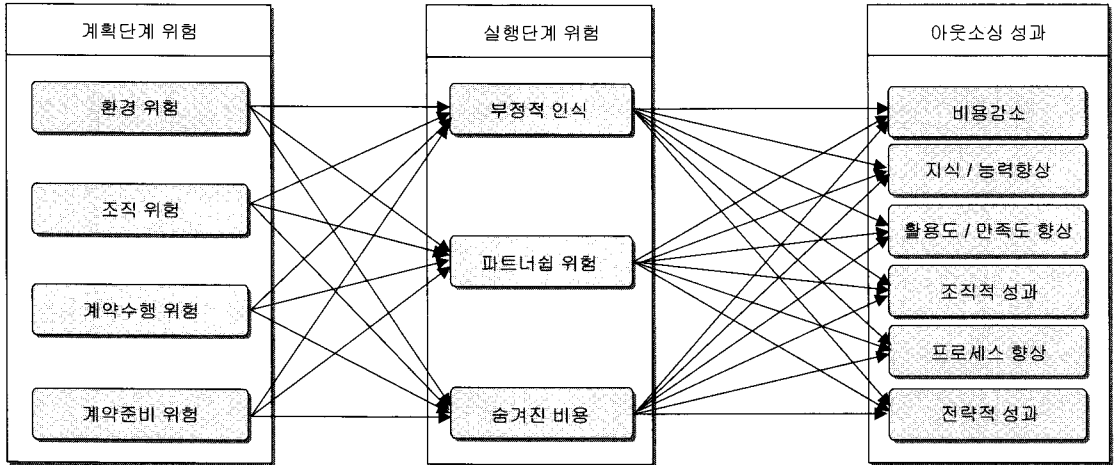 계획단계 위험
환경 위험
조직 위험
계약수행 위험
계약준비 위험
실행단계 위험
부정적 인식
파트너쉽 위험
숨겨진 비용
아웃소싱 성과
비용감소
지식 / 능력향상
활용도 / 만족도 향상
조직적 성과
프로세스 향상
전략적 성과